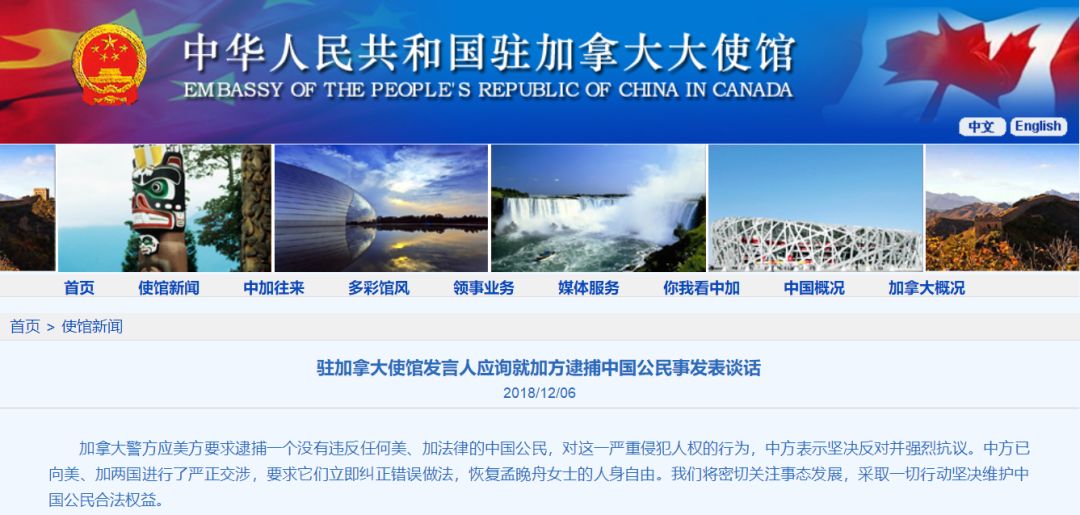 中华人民共和国驻加拿大大使馆
EMBASSY OF THE PEOPLE'S REPUBLIC OF CHINA IN CANADA
中文 English
首页 使馆新闻 中加往来 多彩馆风 领事业务 媒体服务 你我看中加 中国概况 加拿大概况
首页 > 使馆新闻
驻加拿大使馆发言人应询就加方逮捕中国公民事发表谈话
2018/12/06
加拿大警方应美方要求逮捕一个没有违反任何美、加法律的中国公民，对这一严重侵犯人权的行为，中方表示坚决反对并强烈抗议。中方已
向美、加两国进行了严正交涉，要求它们立即纠正错误做法，恢复孟晚舟女士的人身自由。我们将密切关注事态发展，采取一切行动坚决维护中
国公民合法权益。